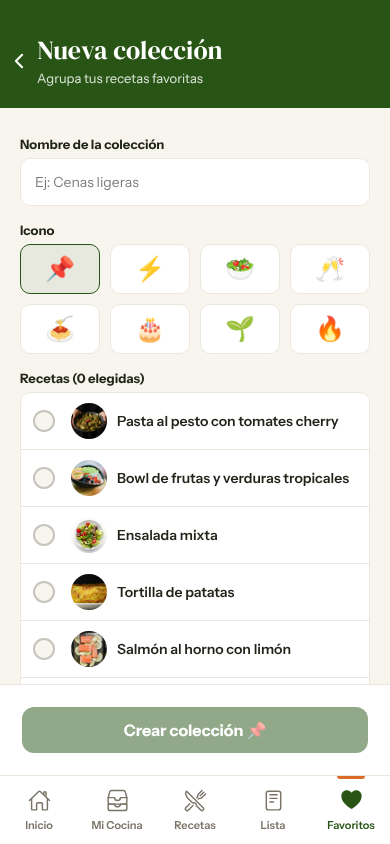 Nueva colección
Agrupa tus recetas favoritas
Nombre de la colección
Ej: Cenas ligeras
Icono
Recetas (0 elegidas)
Pasta al pesto con tomates cherry
Bowl de frutas y verduras tropicales
Ensalada mixta
Tortilla de patatas
Salmón al horno con limón
Crear colección 📌
Inicio
Mi Cocina
Recetas
Lista
Favoritos